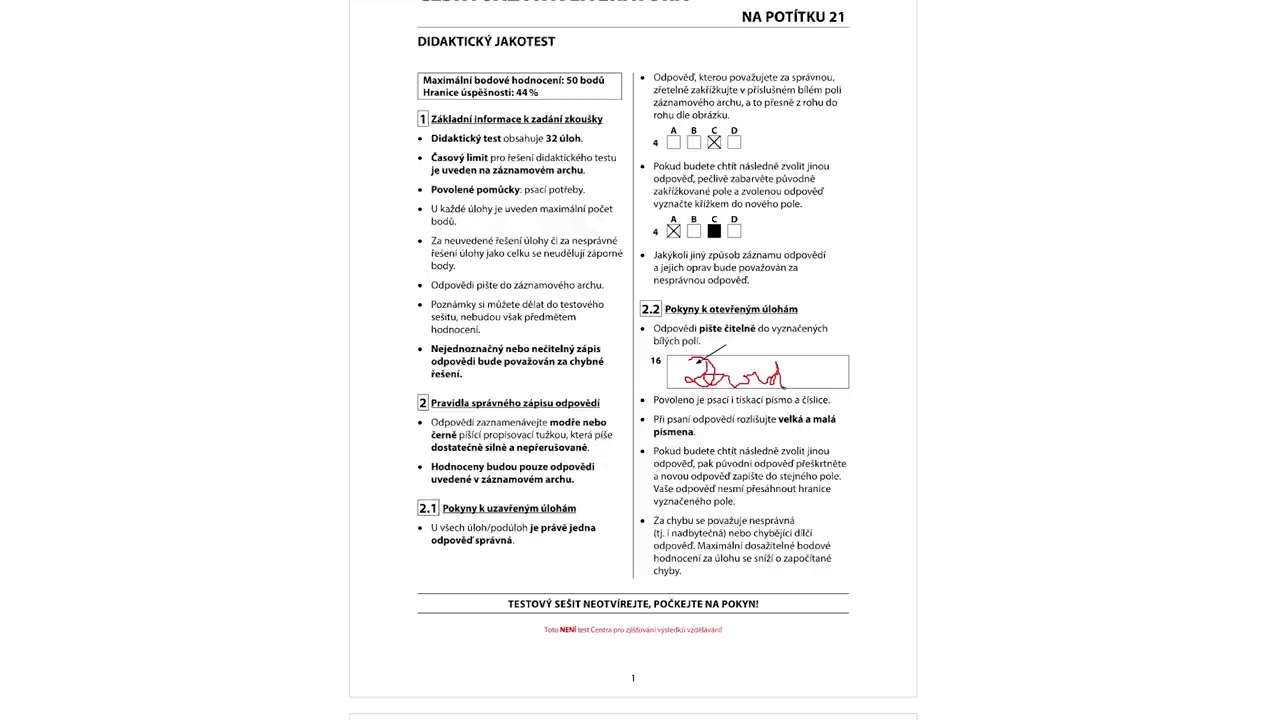 NA POTÍTKU 21
DIDAKTICKÝ JAKOTEST
Maximální bodové hodnocení: 50 bodů
Hranice úspěšnosti: 44 %
1 Základní informace k zadání zkoušky
• Didaktický test obsahuje 32 úloh.
• Časový limit pro řešení didaktického testu
je uveden na záznamovém archu.
• Povolené pomůcky: psací potřeby.
• U každé úlohy je uveden maximální počet
bodů.
• Za neuvedené řešení úlohy či za nesprávné
řešení úlohy jako celku se neudělují záporné
body.
• Odpovědi pište do záznamového archu.
• Poznámky si můžete dělat do testového
sešitu, nebudou však předmětem
hodnocení.
• Nejednoznačný nebo nečitelný zápis
odpovědi bude považován za chybné
řešení.
2 Pravidla správného zápisu odpovědí
• Odpovědi zaznamenávejte modře nebo
černě píšící propisovací tužkou, která píše
dostatečně silně a nepřerušovaně.
• Hodnoceny budou pouze odpovědi
uvedené v záznamovém archu.
2.1 Pokyny k uzavřeným úlohám
• U všech úloh/podúloh je právě jedna
odpověď správná.
• Odpověď, kterou považujete za správnou,
zřetelně zakřížkujte v příslušném bílém poli
záznamového archu, a to přesně z rohu do
rohu dle obrázku.
A B C D
4
• Pokud budete chtít následně zvolit jinou
odpověď, pečlivě zabarvěte původně
zakřížkované pole a zvolenou odpověď
vyznačte křížkem do nového pole.
A B C D
4
• Jakýkoli jiný způsob záznamu odpovědí
a jejich oprav bude považován za
nesprávnou odpověď.
2.2 Pokyny k otevřeným úlohám
• Odpovědi pište čitelně do vyznačených
bílých polí.
16
• Povoleno je psací i tiskací písmo a číslice.
• Při psaní odpovědí rozlišujte velká a malá
písmena.
• Pokud budete chtít následně zvolit jinou
odpověď, pak původní odpověď přeškrtněte
a novou odpověď zapište do stejného pole.
Vaše odpověď nesmí přesáhnout hranice
vyznačeného pole.
• Za chybu se považuje nesprávná
(tj. i nadbytečná) nebo chybějící dílčí
odpověď. Maximální dosažitelné bodové
hodnocení za úlohu se sníží o započítané
chyby.
TESTOVÝ SEŠIT NEOTVÍREJTE, POČKEJTE NA POKYN!
Toto NENÍ test Centra pro zjišťování výsledků vzdělávání!
1